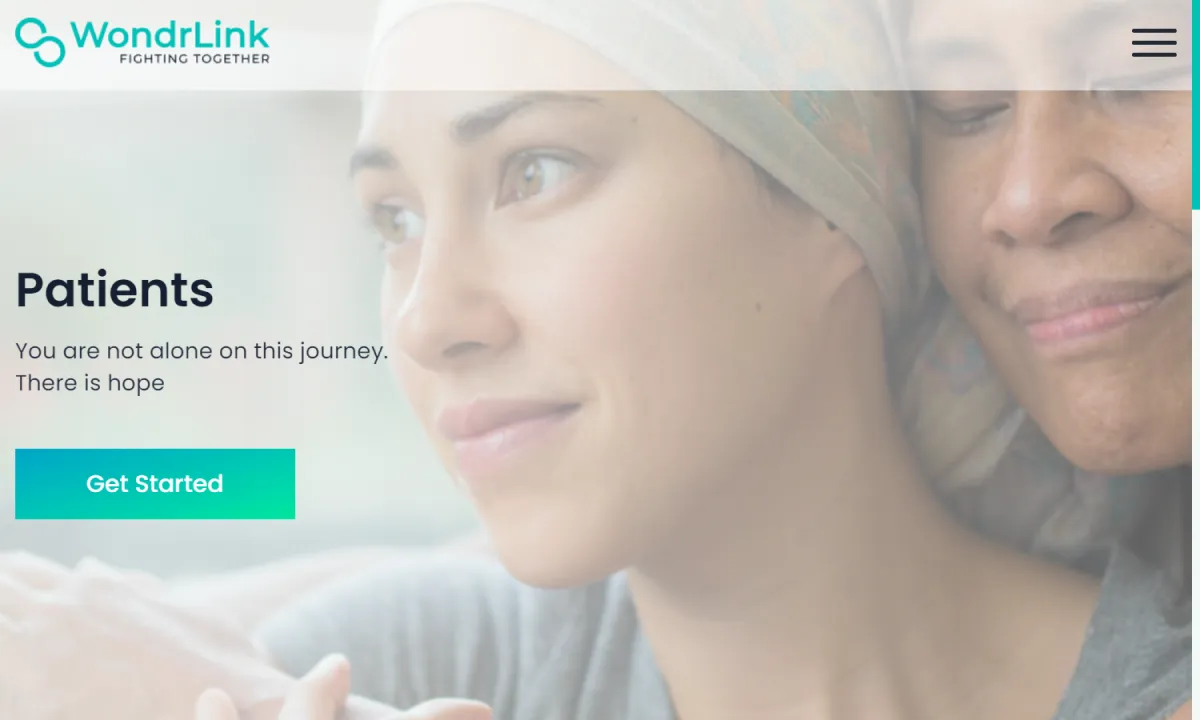 WondrLink
FIGHTING TOGETHER
Patients
You are not alone on this journey.
There is hope
Get Started